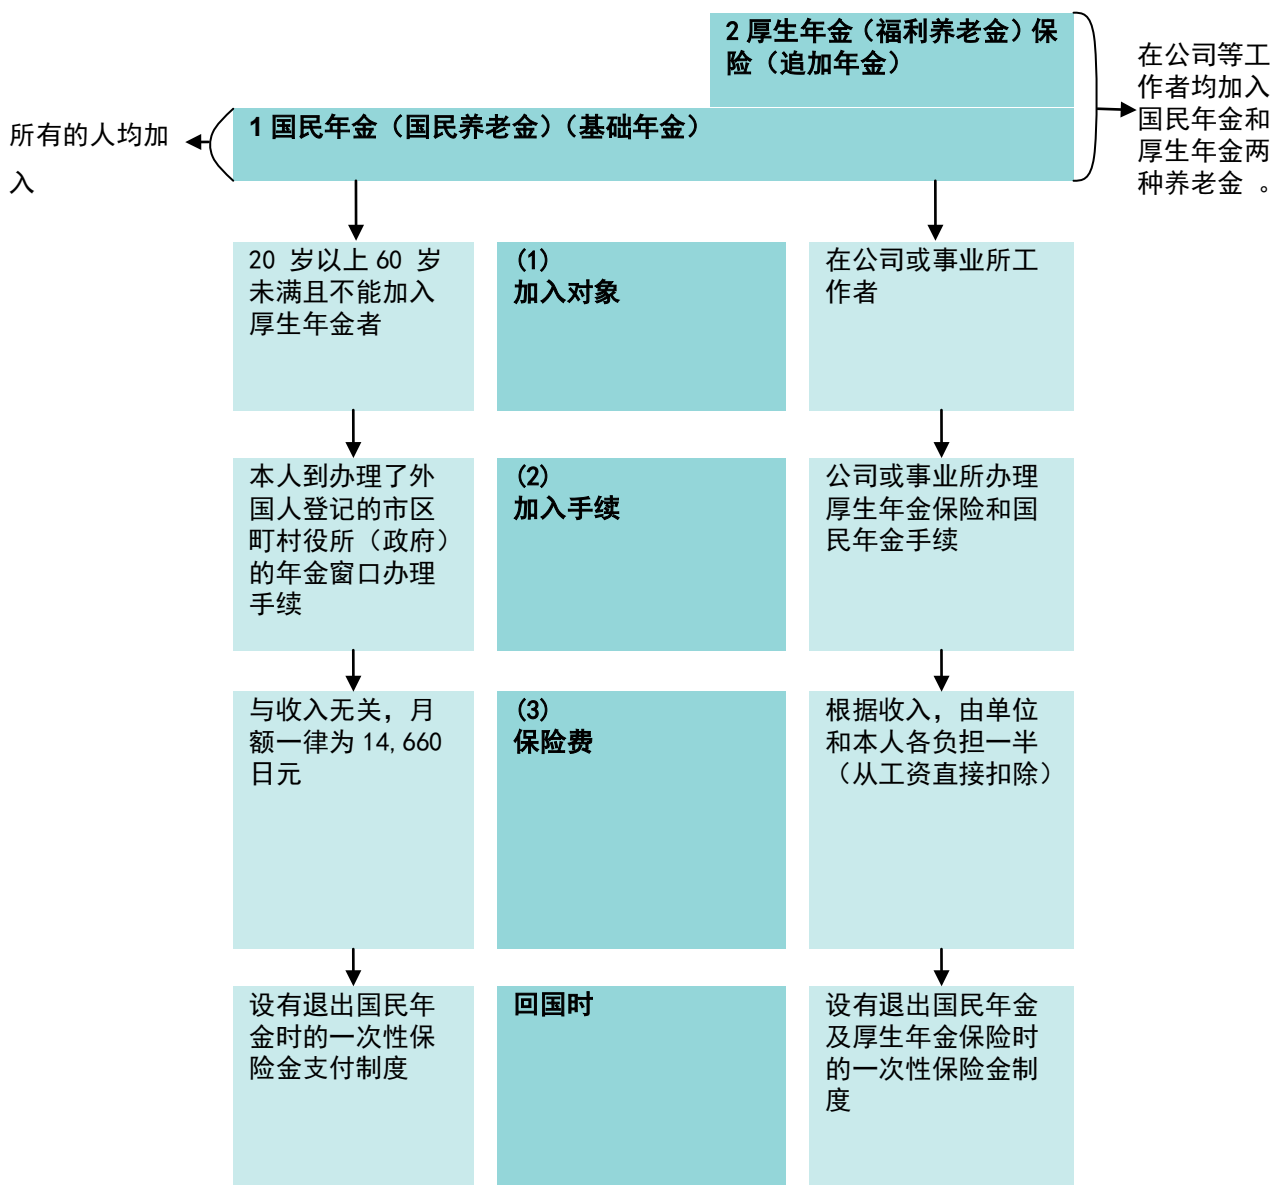 2 厚生年金（福利养老金）保
险（追加年金）
在公司等工
作者均加入
国民年金和
厚生年金两
种养老金 。
所有的人均加
入
1 国民年金（国民养老金）（基础年金）
20 岁以上 60 岁
未满且不能加入
厚生年金者
(1)
加入对象
在公司或事业所工
作者
本人到办理了外
国人登记的市区
町村役所（政府）
的年金窗口办理
手续
(2)
加入手续
公司或事业所办理
厚生年金保险和国
民年金手续
与收入无关，月
额一律为 14,660
日元
(3)
保险费
根据收入，由单位
和本人各负担一半
（从工资直接扣除）
设有退出国民年
金时的一次性保
险金支付制度
回国时
设有退出国民年金
及厚生年金保险时
的一次性保险金制
度